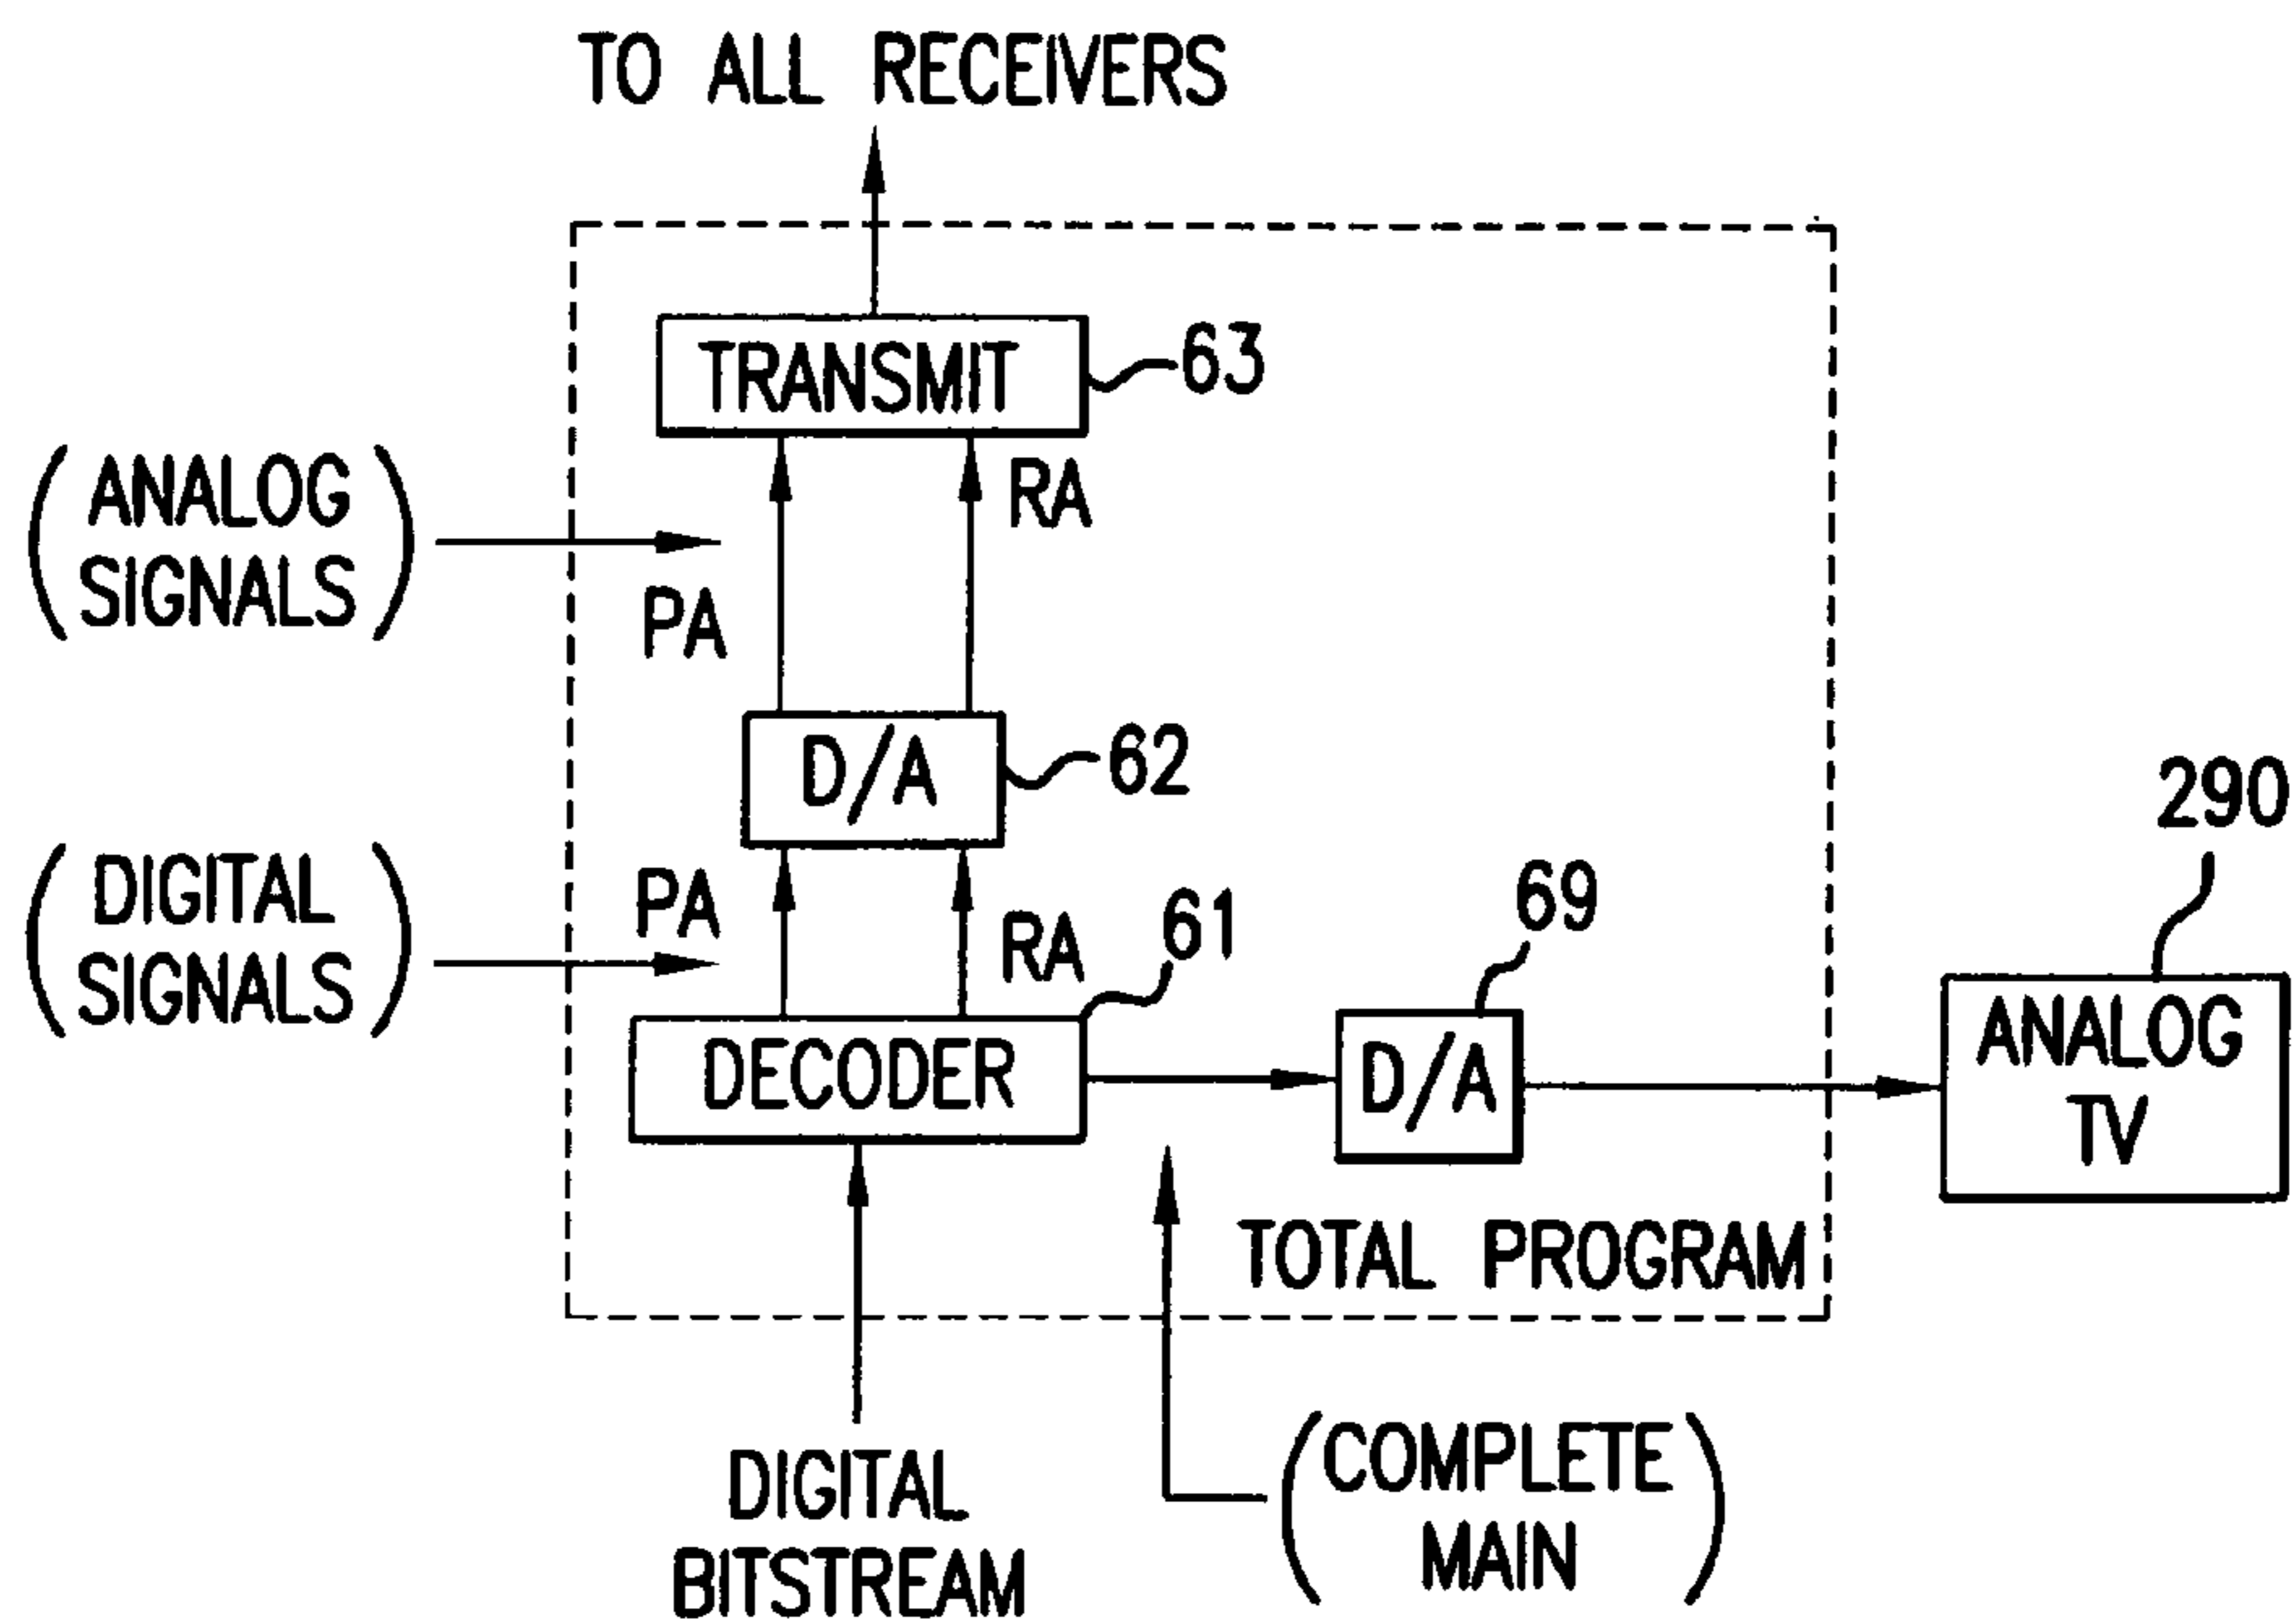 TO ALL RECEIVERS
TRANSMIT
63
(ANALOG
SIGNALS)
RA
PA
D/A
62
290
(DIGITAL
SIGNALS)
PA
RA
61
69
DECODER
D/A
ANALOG
TV
TOTAL PROGRAM
DIGITAL
BITSTREAM
(COMPLETE
MAIN)